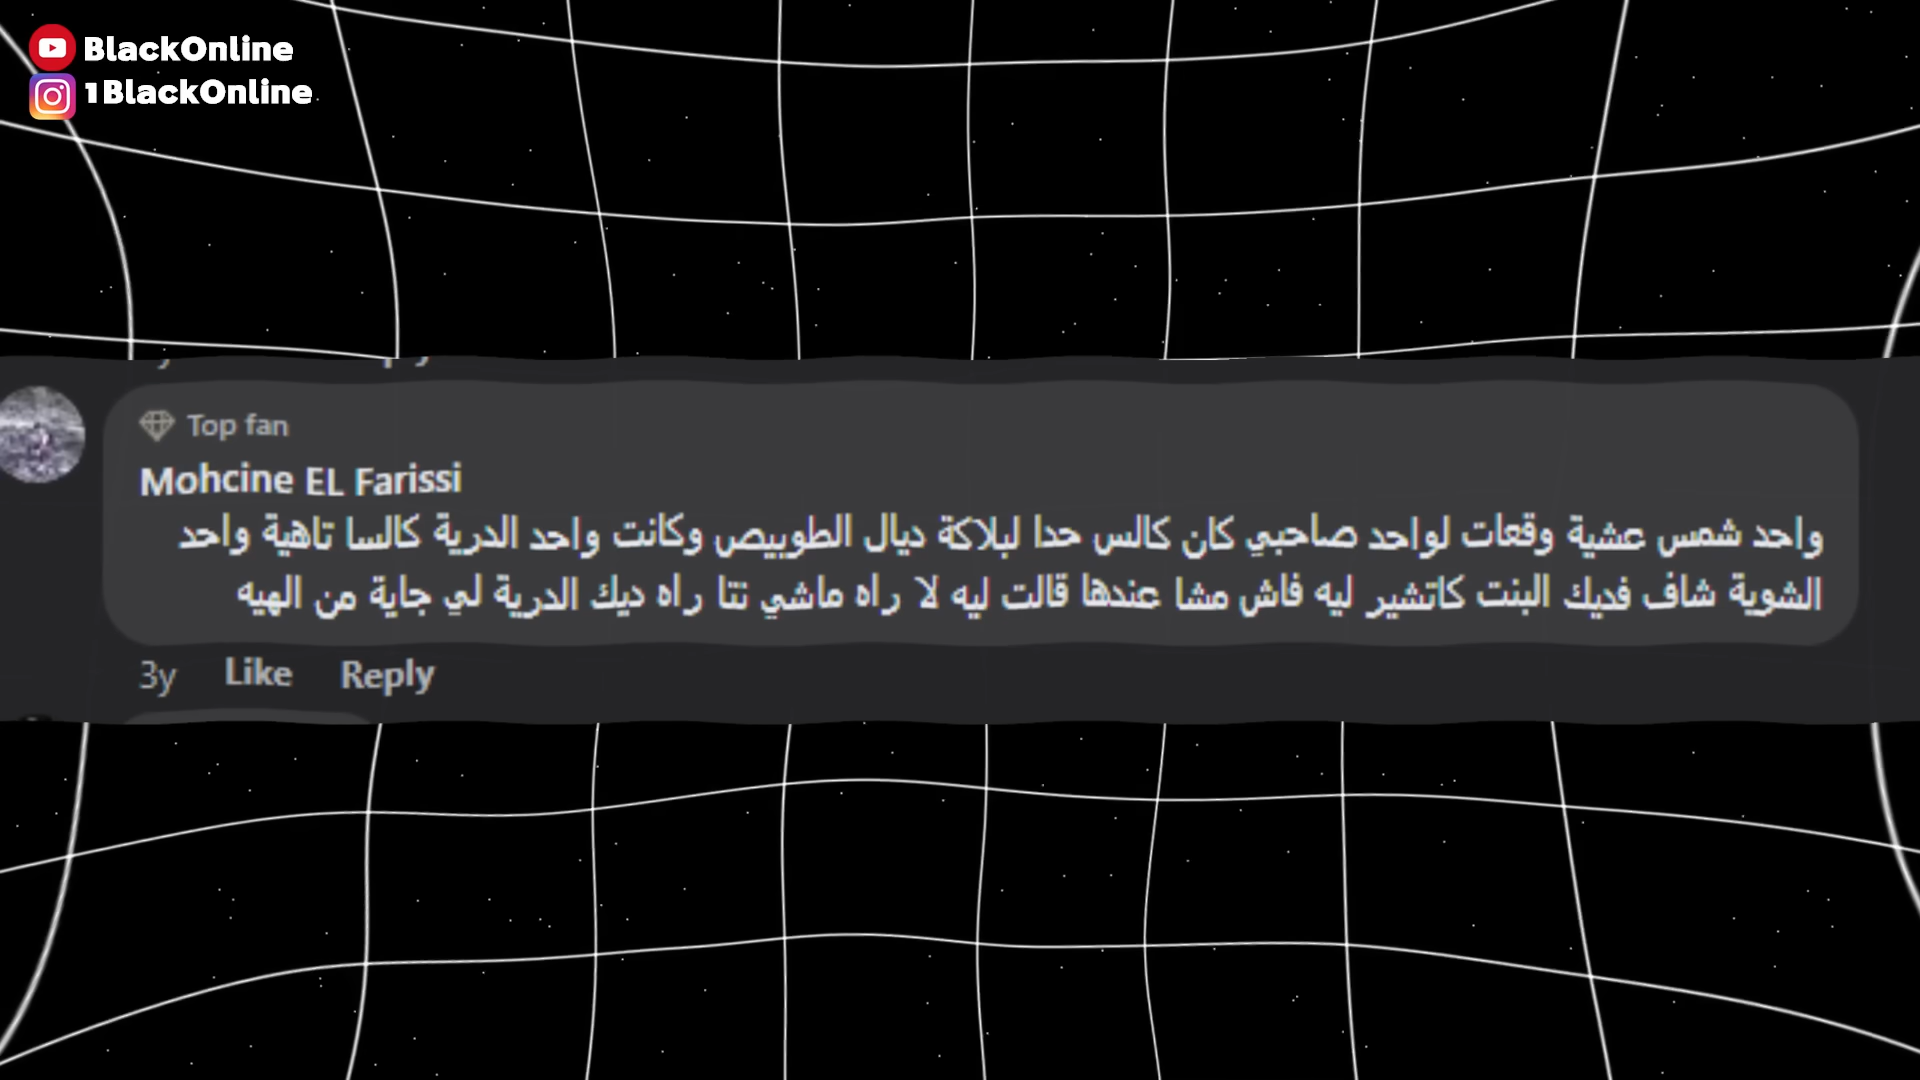 BlackOnline
1BlackOnline
Top fan
Mohcine EL Farissi
واحد شمس عشية وقعات لواحد صاحبي كان كالس حدا لبلاكة ديال الطوبيص وكانت واحد الدرية كالسا تاهية واحد
الشوية شاف فديك البنت كاتشير ليه فاش مشا عندها قالت ليه لا راه ماشي نتا راه ديك الدرية لي جاية من الهيه
3y Like Reply